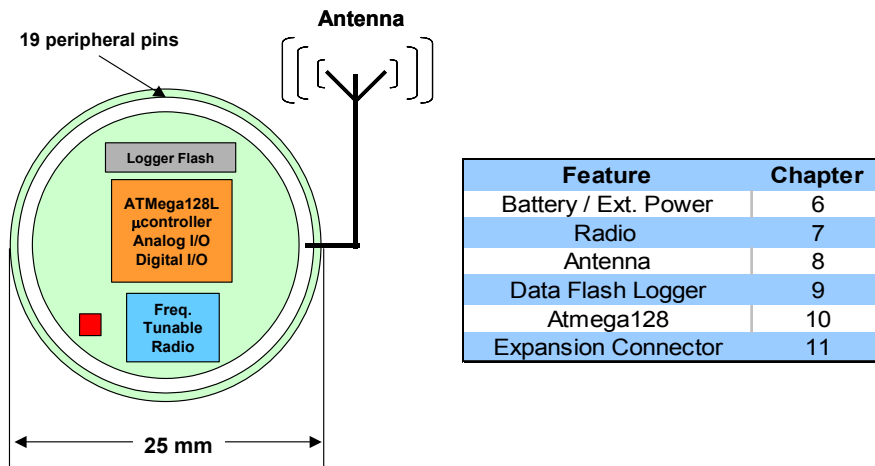 Antenna
19 peripheral pins
Logger Flash
ATMega128L
µcontroller
Analog I/O
Digital I/O
Freq.
Tunable
Radio
25 mm
Feature Chapter
Battery / Ext. Power 6
Radio 7
Antenna 8
Data Flash Logger 9
Atmega128 10
Expansion Connector 11